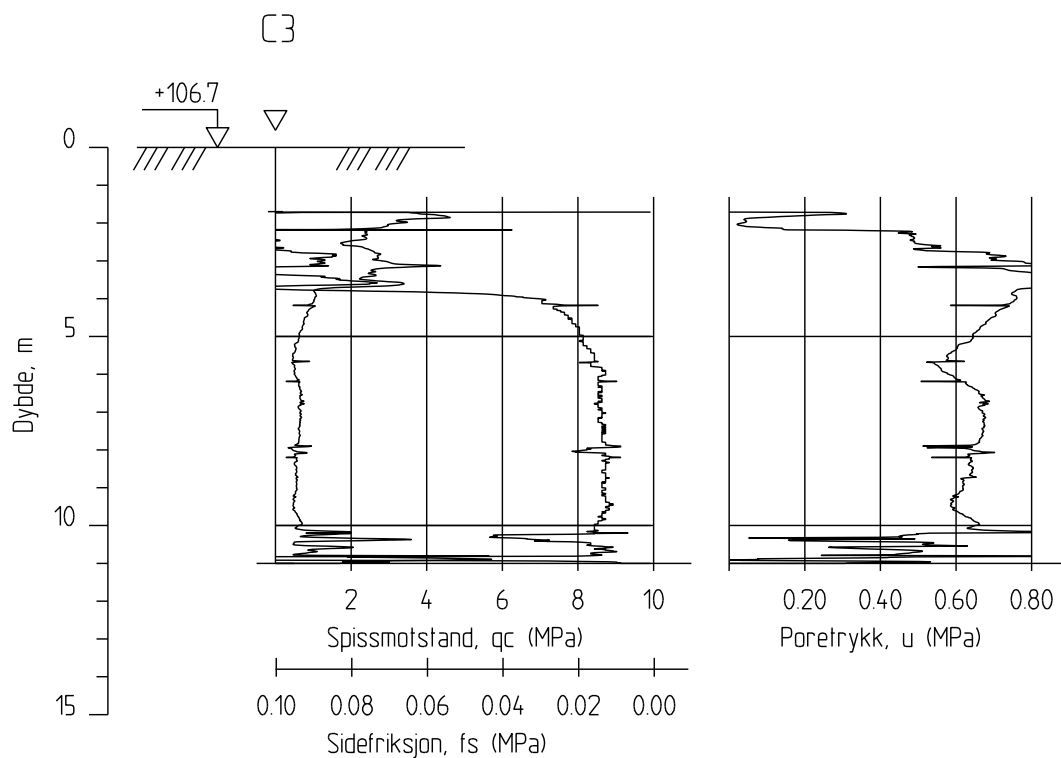 C3
+106.7
0
5
10
15
Dybde, m
2 4 6 8 10
Spissmotstand, qc (MPa)
0.10 0.08 0.06 0.04 0.02 0.00
Sidefriksjon, fs (MPa)
0.20 0.40 0.60 0.80
Poretrykk, u (MPa)